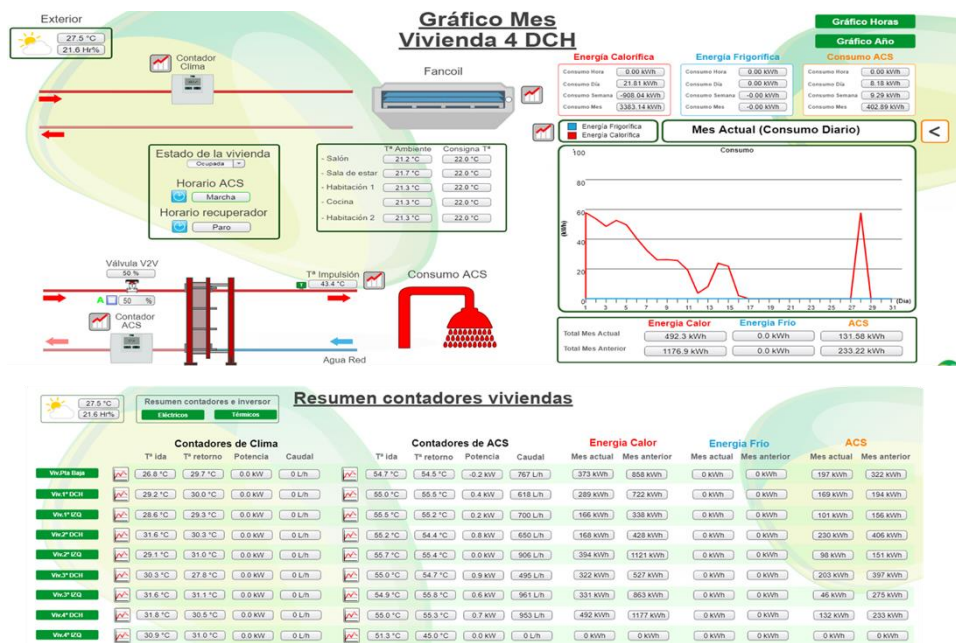 Exterior
27.5 °C
21.6 Hr%
Gráfico Mes
Vivienda 4 DCH
Gráfico Horas
Gráfico Año
Contador
Clima
Fancoil
Energía Calorífica
Consumo Hora 0.00 kWh
Consumo Día 21.81 kWh
Consumo Semana -908.04 kWh
Consumo Mes 3383.14 kWh
Energía Frigorífica
Consumo Hora 0.00 kWh
Consumo Día 0.00 kWh
Consumo Semana -0.00 kWh
Consumo Mes -0.00 kWh
Consumo ACS
Consumo Hora 0.00 kWh
Consumo Día 8.18 kWh
Consumo Semana 9.29 kWh
Consumo Mes 402.89 kWh
Energía Frigorífica
Energía Calorífica
Mes Actual (Consumo Diario)
<
Estado de la vivienda
Ocupada
Horario ACS
Marcha
Horario recuperador
Paro
Tª Ambiente Consigna Tª
- Salón 21.2 °C 22.0 °C
- Sala de estar 21.7 °C 22.0 °C
- Habitación 1 21.3 °C 22.0 °C
- Cocina 21.3 °C 22.0 °C
- Habitación 2 21.3 °C 22.0 °C
Consumo
(kWh)
100
80
60
40
20
0
1 3 5 7 9 11 13 15 17 19 21 23 25 27 29 31 (Día)
Válvula V2V
50 %
A 50 %
Contador
ACS
Tª Impulsión
1 43.4 °C
Consumo ACS
Agua Red
Energía Calor Energía Frío ACS
Total Mes Actual 492.3 kWh 0.0 kWh 131.58 kWh
Total Mes Anterior 1176.9 kWh 0.0 kWh 233.22 kWh
27.5 °C
21.6 Hr%
Resumen contadores e inversor
Eléctricos Térmicos
Resumen contadores viviendas
Contadores de Clima Contadores de ACS Energía Calor Energía Frío ACS
Tª ida Tª retorno Potencia Caudal Tª ida Tª retorno Potencia Caudal Mes actual Mes anterior Mes actual Mes anterior Mes actual Mes anterior
Viv.Pta Baja 26.8 °C 29.7 °C 0.0 kW 0 L/h 54.7 °C 54.5 °C -0.2 kW 767 L/h 373 kWh 858 kWh 0 kWh 0 kWh 197 kWh 322 kWh
Viv.1º DCH 29.2 °C 30.0 °C 0.0 kW 0 L/h 55.0 °C 55.5 °C 0.4 kW 618 L/h 289 kWh 722 kWh 0 kWh 0 kWh 169 kWh 194 kWh
Viv.1º IZQ 28.6 °C 29.3 °C 0.0 kW 0 L/h 55.5 °C 55.2 °C 0.2 kW 700 L/h 166 kWh 338 kWh 0 kWh 0 kWh 101 kWh 156 kWh
Viv.2º DCH 31.6 °C 30.3 °C 0.0 kW 0 L/h 55.2 °C 54.4 °C 0.8 kW 650 L/h 168 kWh 428 kWh 0 kWh 0 kWh 230 kWh 406 kWh
Viv.2º IZQ 29.1 °C 31.0 °C 0.0 kW 0 L/h 55.7 °C 55.4 °C 0.0 kW 906 L/h 394 kWh 1121 kWh 0 kWh 0 kWh 98 kWh 151 kWh
Viv.3º DCH 30.3 °C 27.8 °C 0.0 kW 0 L/h 55.0 °C 54.7 °C 0.9 kW 495 L/h 322 kWh 527 kWh 0 kWh 0 kWh 203 kWh 397 kWh
Viv.3º IZQ 31.6 °C 31.1 °C 0.0 kW 0 L/h 54.9 °C 55.8 °C 0.6 kW 961 L/h 331 kWh 863 kWh 0 kWh 0 kWh 46 kWh 275 kWh
Viv.4º DCH 31.8 °C 30.5 °C 0.0 kW 0 L/h 55.0 °C 55.3 °C 0.7 kW 953 L/h 492 kWh 1177 kWh 0 kWh 0 kWh 132 kWh 233 kWh
Viv.4º IZQ 30.9 °C 31.0 °C 0.0 kW 0 L/h 51.3 °C 45.0 °C 0.0 kW 0 L/h 0 kWh 0 kWh 0 kWh 0 kWh 0 kWh 0 kWh